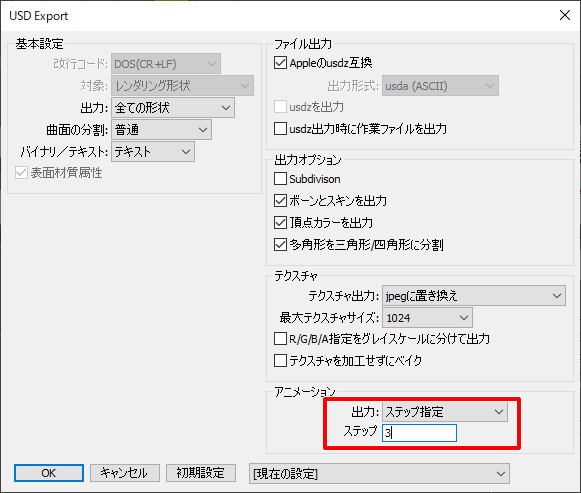 USD Export
基本設定
改行コード: DOS(CR+LF)
対象: レンダリング形状
出力: 全ての形状
曲面の分割: 普通
バイナリ／テキスト: テキスト
表面材質属性
ファイル出力
Appleのusdz互換
出力形式: usda (ASCII)
usdzを出力
usdz出力時に作業ファイルを出力
出力オプション
Subdivison
ボーンとスキンを出力
頂点カラーを出力
多角形を三角形/四角形に分割
テクスチャ
テクスチャ出力: jpegに置き換え
最大テクスチャサイズ: 1024
R/G/B/A指定をグレイスケールに分けて出力
テクスチャを加工せずにベイク
アニメーション
出力: ステップ指定
ステップ 3
OK キャンセル 初期設定 [現在の設定]